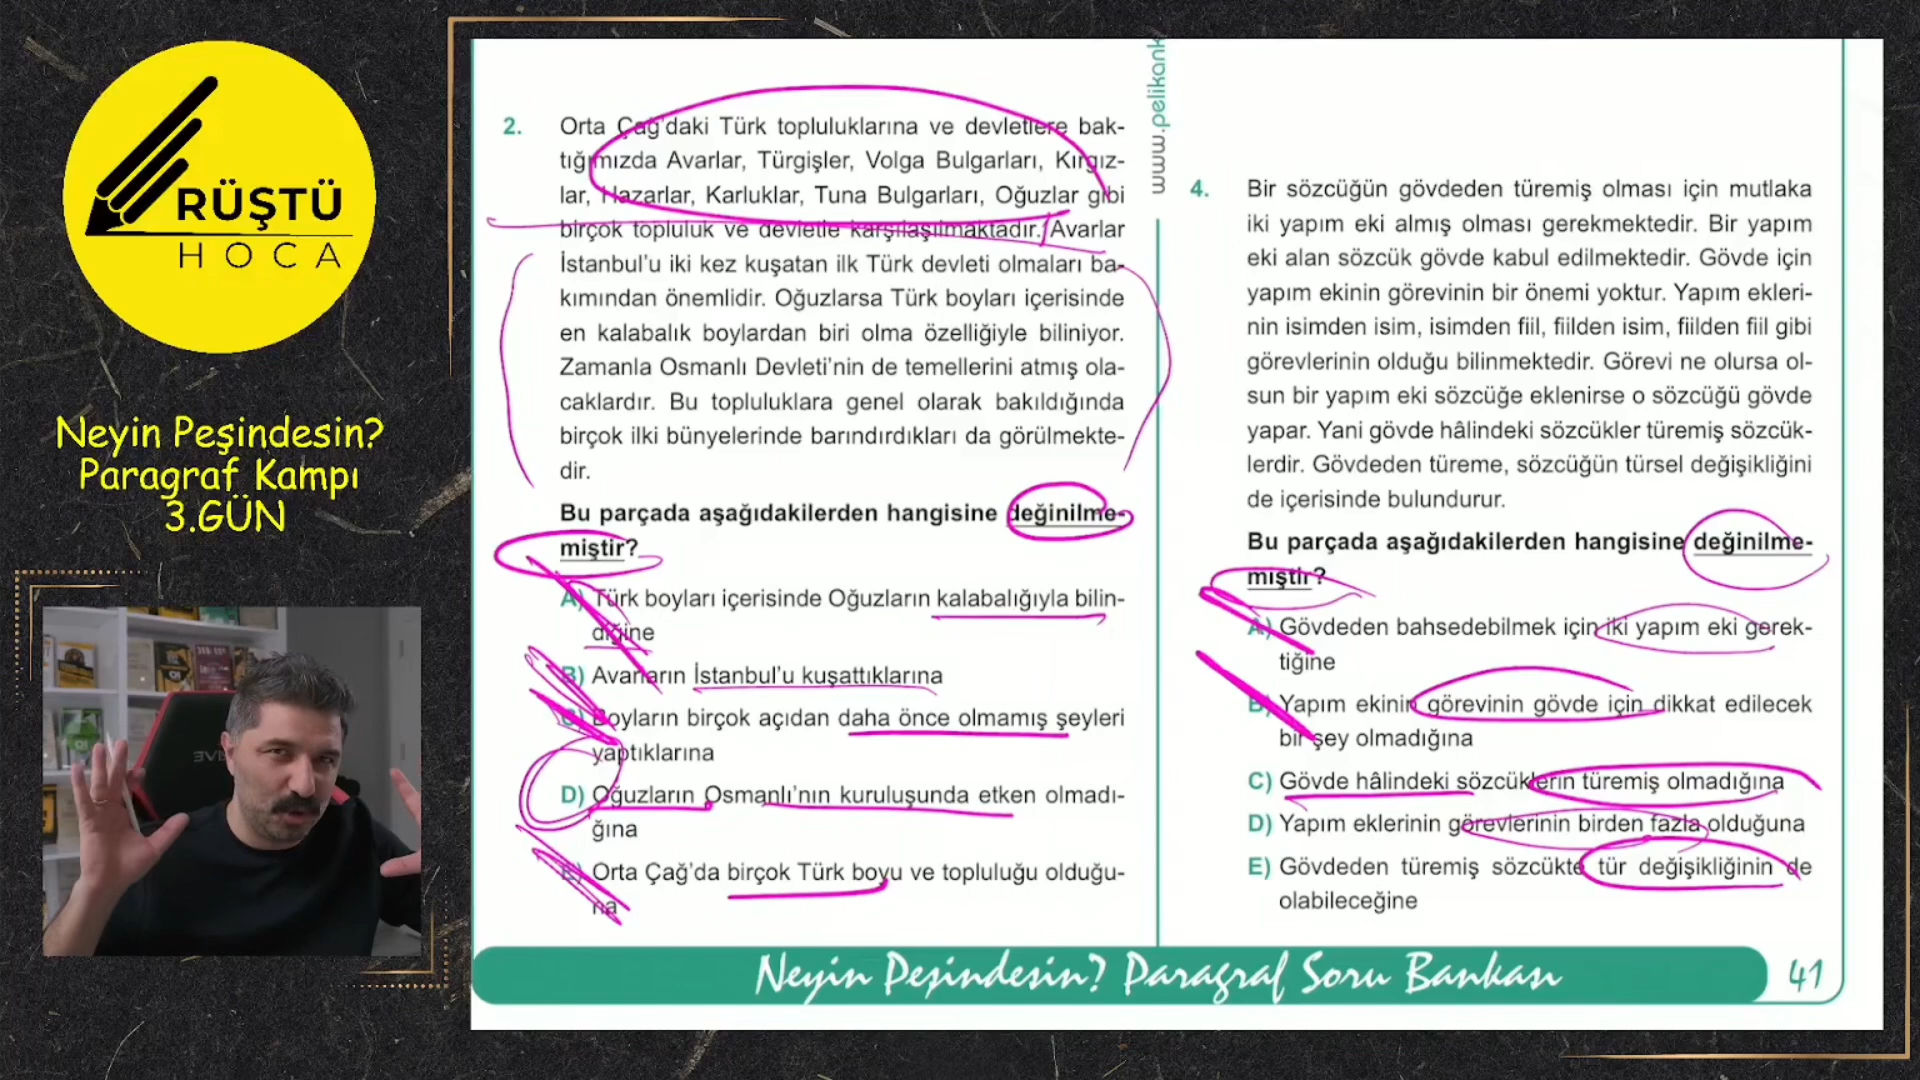 RÜŞTÜ
HOCA
Neyin Peşindesin?
Paragraf Kampı
3.GÜN
2. Orta Çağ'daki Türk topluluklarına ve devletlere bak-
tığımızda Avarlar, Türgişler, Volga Bulgarları, Kırgız-
lar, Hazarlar, Karluklar, Tuna Bulgarları, Oğuzlar gibi
birçok topluluk ve devletle karşılaşılmaktadır. Avarlar
İstanbul'u iki kez kuşatan ilk Türk devleti olmaları ba-
kımından önemlidir. Oğuzlarsa Türk boyları içerisinde
en kalabalık boylardan biri olma özelliğiyle biliniyor.
Zamanla Osmanlı Devleti'nin de temellerini atmış ola-
caklardır. Bu topluluklara genel olarak bakıldığında
birçok ilki bünyelerinde barındırdıkları da görülmekte-
dir.
Bu parçada aşağıdakilerden hangisine değinilme-
miştir?
A) Türk boyları içerisinde Oğuzların kalabalığıyla bilin-
diğine
B) Avarların İstanbul'u kuşattıklarına
C) Boyların birçok açıdan daha önce olmamış şeyleri
yaptıklarına
D) Oğuzların Osmanlı'nın kuruluşunda etken olmadı-
ğına
E) Orta Çağ'da birçok Türk boyu ve topluluğu olduğu-
na
www.pelikank
4. Bir sözcüğün gövdeden türemiş olması için mutlaka
iki yapım eki almış olması gerekmektedir. Bir yapım
eki alan sözcük gövde kabul edilmektedir. Gövde için
yapım ekinin görevinin bir önemi yoktur. Yapım ekleri-
nin isimden isim, isimden fiil, fiilden isim, fiilden fiil gibi
görevlerinin olduğu bilinmektedir. Görevi ne olursa ol-
sun bir yapım eki sözcüğe eklenirse o sözcüğü gövde
yapar. Yani gövde hâlindeki sözcükler türemiş sözcük-
lerdir. Gövdeden türeme, sözcüğün türsel değişikliğini
de içerisinde bulundurur.
Bu parçada aşağıdakilerden hangisine değinilme-
miştir?
A) Gövdeden bahsedebilmek için iki yapım eki gerek-
tiğine
B) Yapım ekinin görevinin gövde için dikkat edilecek
bir şey olmadığına
C) Gövde hâlindeki sözcüklerin türemiş olmadığına
D) Yapım eklerinin görevlerinin birden fazla olduğuna
E) Gövdeden türemiş sözcükte tür değişikliğinin de
olabileceğine
Neyin Peşindesin? Paragraf Soru Bankası
41